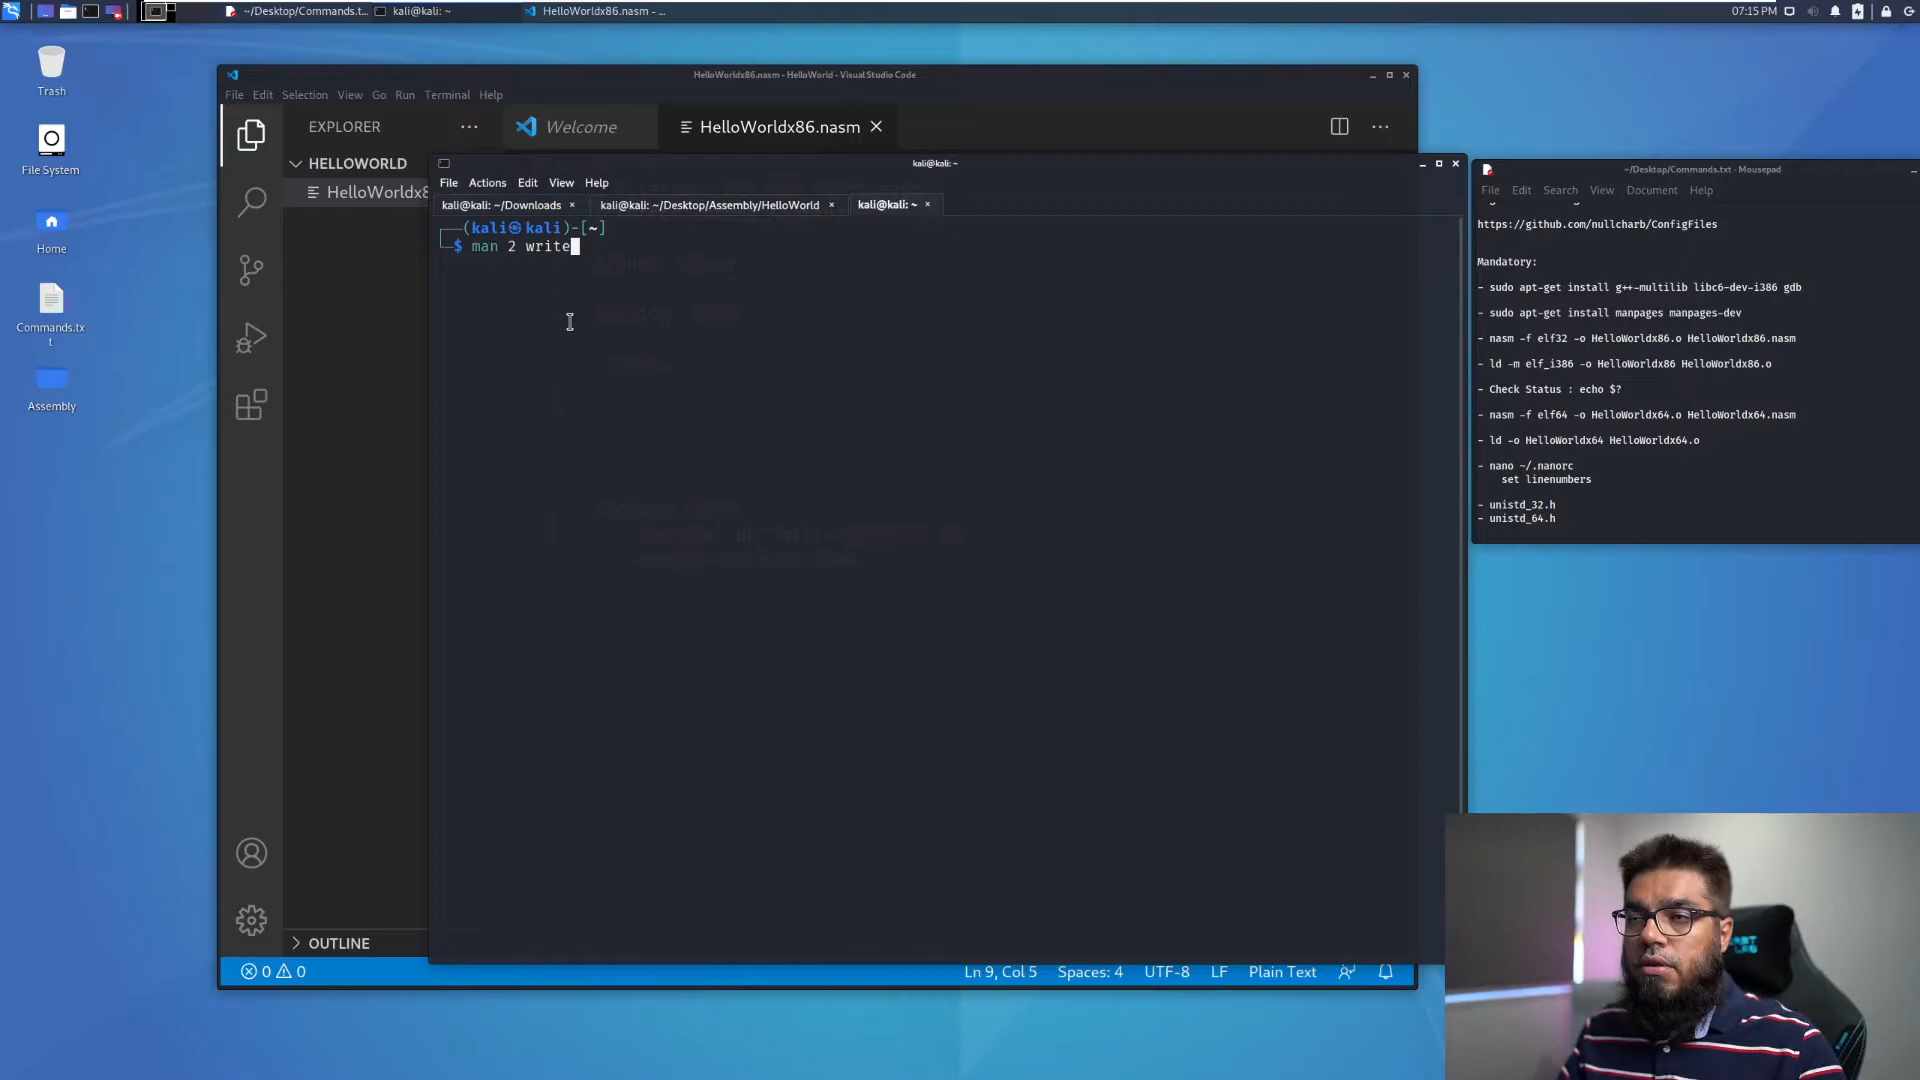 ~/Desktop/Commands.t...
kali@kali: ~
HelloWorldx86.nasm - ...
07:15 PM
Trash
File System
Home
Commands.tx
t
Assembly
HelloWorldx86.nasm - HelloWorld - Visual Studio Code
File Edit Selection View Go Run Terminal Help
EXPLORER
Welcome
HelloWorldx86.nasm
HELLOWORLD
HelloWorldx8
OUTLINE
0 0
Ln 9, Col 5 Spaces: 4 UTF-8 LF Plain Text
kali@kali: ~
File Actions Edit View Help
kali@kali: ~/Downloads
kali@kali: ~/Desktop/Assembly/HelloWorld
kali@kali: ~
(kali㉿kali)-[~]
$ man 2 write
~/Desktop/Commands.txt - Mousepad
File Edit Search View Document Help
https://github.com/nullcharb/ConfigFiles
Mandatory:
- sudo apt-get install g++-multilib libc6-dev-i386 gdb
- sudo apt-get install manpages manpages-dev
- nasm -f elf32 -o HelloWorldx86.o HelloWorldx86.nasm
- ld -m elf_i386 -o HelloWorldx86 HelloWorldx86.o
- Check Status : echo $?
- nasm -f elf64 -o HelloWorldx64.o HelloWorldx64.nasm
- ld -o HelloWorldx64 HelloWorldx64.o
- nano ~/.nanorc
set linenumbers
- unistd_32.h
- unistd_64.h